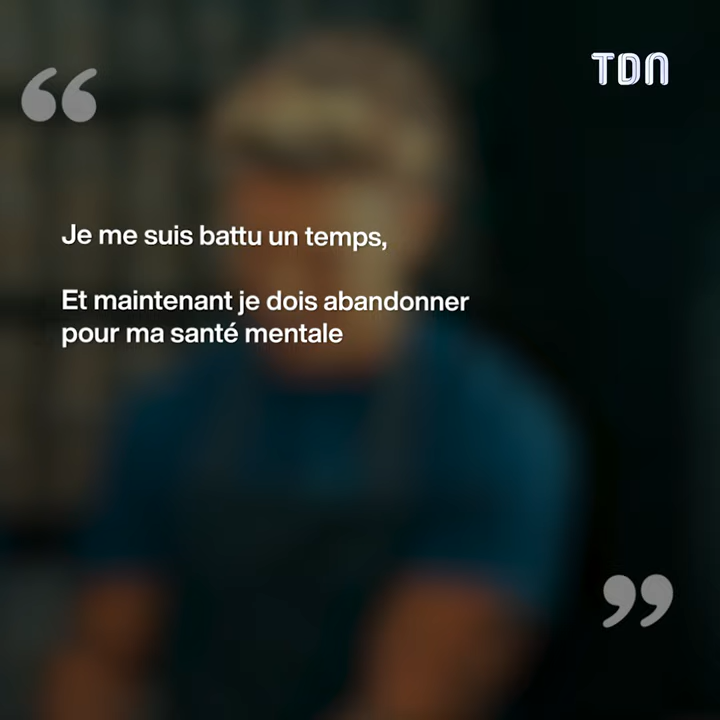 TDN
“
Je me suis battu un temps,
Et maintenant je dois abandonner
pour ma santé mentale
”